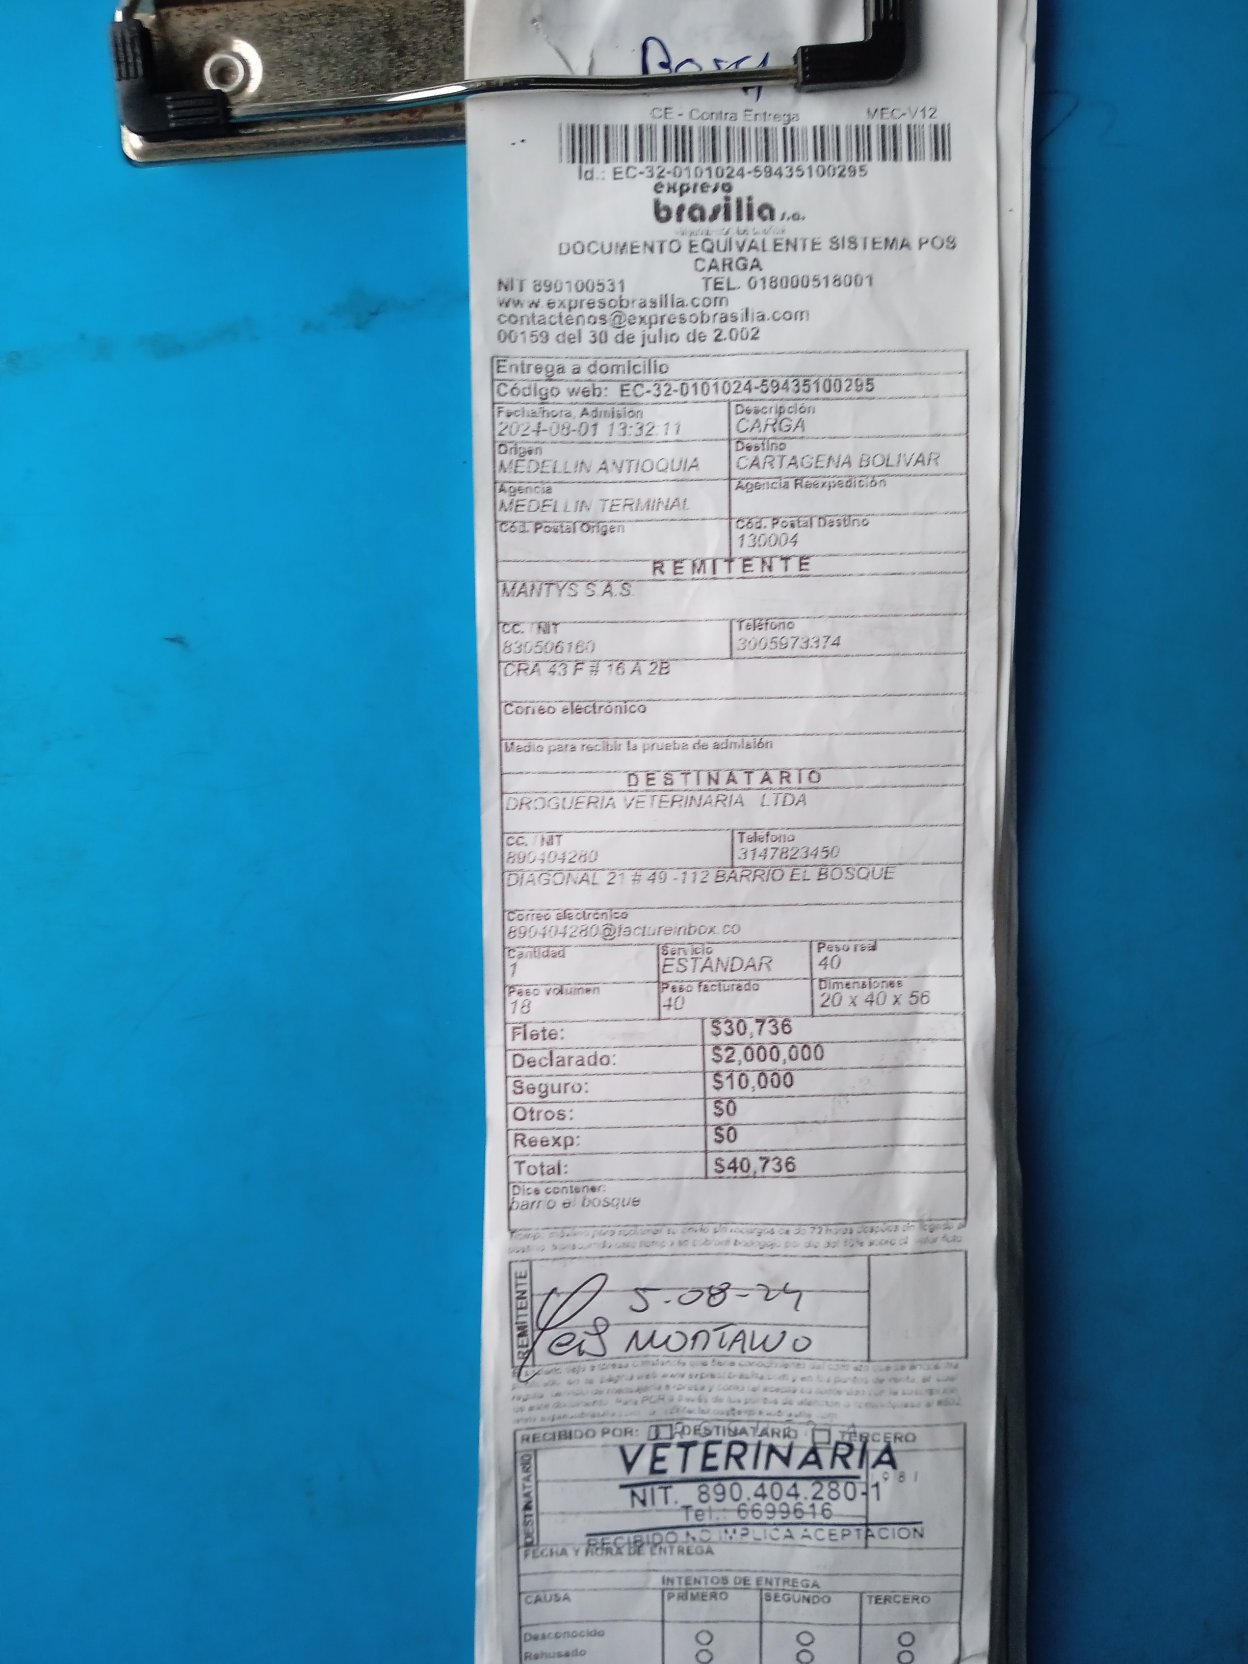 CE - Contra Entrega MEC-V12
Id.: EC-32-0101024-59435100295
expreso
brasilia s.a.
DOCUMENTO EQUIVALENTE SISTEMA POS
CARGA
NIT 890100531 TEL. 018000518001
www.expresobrasilia.com
contactenos@expresobrasilia.com
00159 del 30 de julio de 2.002
Entrega a domicilio
Código web: EC-32-0101024-59435100295
Fecha/hora, Admisión Descripción
2024-08-01 13:32:11 CARGA
Origen Destino
MEDELLIN ANTIOQUIA CARTAGENA BOLIVAR
Agencia Agencia Reexpedición
MEDELLIN TERMINAL
Cód. Postal Origen Cód. Postal Destino
130004
REMITENTE
MANTYS S.A.S.
CC. / NIT Teléfono
830506160 3005973374
CRA 43 F # 16 A 2B
Correo electrónico
Medio para recibir la prueba de admisión
DESTINATARIO
DROGUERIA VETERINARIA LTDA
CC. / NIT Teléfono
890404280 3147823450
DIAGONAL 21 # 49 -112 BARRIO EL BOSQUE
Correo electrónico
890404280@factureinbox.co
Cantidad Servicio Peso real
1 ESTANDAR 40
Peso volumen Peso facturado Dimensiones
18 40 20 x 40 x 56
Flete: $30,736
Declarado: $2,000,000
Seguro: $10,000
Otros: $0
Reexp: $0
Total: $40,736
Dice contener:
barrio el bosque
REMITENTE
5-08-24
Montano
RECIBIDO POR: DESTINATARIO TERCERO
DESTINATARIO
VETERINARIA
1981
NIT. 890.404.280-1
Tel.: 6699616
RECIBIDO NO IMPLICA ACEPTACION
FECHA Y HORA DE ENTREGA
INTENTOS DE ENTREGA
CAUSA PRIMERO SEGUNDO TERCERO
Desconocido
Rehusado